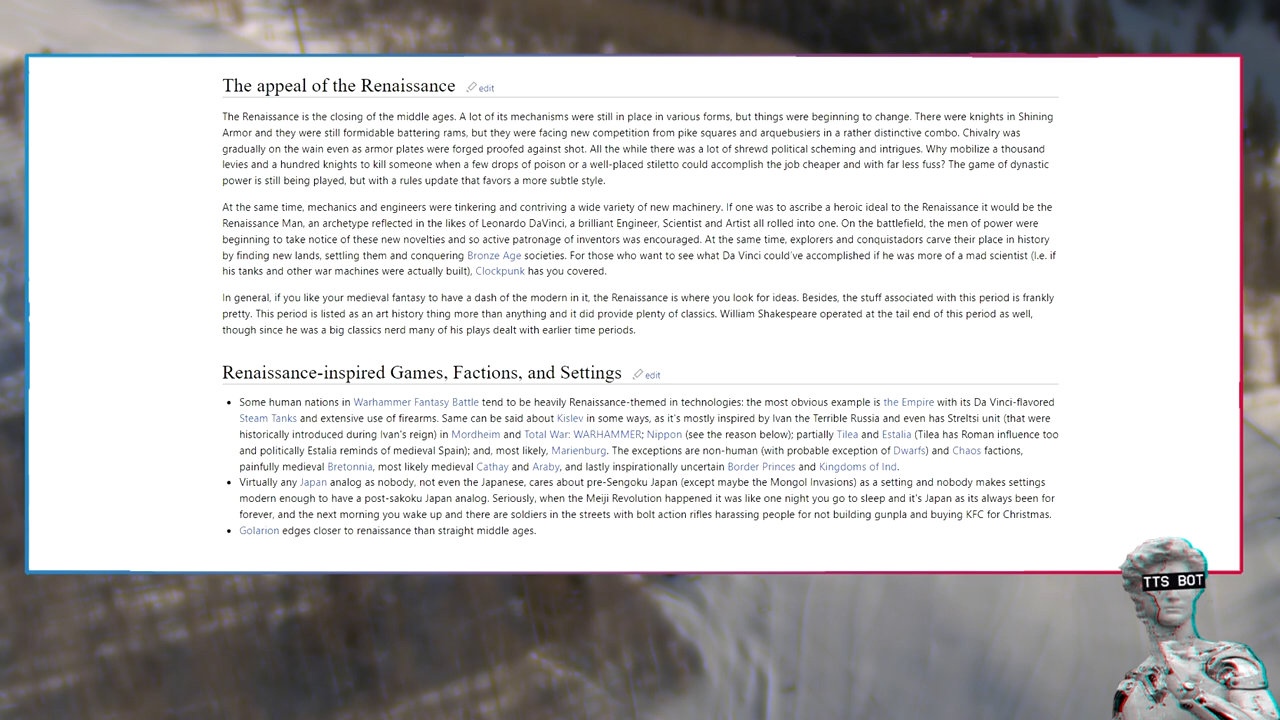 The appeal of the Renaissance edit
The Renaissance is the closing of the middle ages. A lot of its mechanisms were still in place in various forms, but things were beginning to change. There were knights in Shining
Armor and they were still formidable battering rams, but they were facing new competition from pike squares and arquebusiers in a rather distinctive combo. Chivalry was
gradually on the wain even as armor plates were forged proofed against shot. All the while there was a lot of shrewd political scheming and intrigues. Why mobilize a thousand
levies and a hundred knights to kill someone when a few drops of poison or a well-placed stiletto could accomplish the job cheaper and with far less fuss? The game of dynastic
power is still being played, but with a rules update that favors a more subtle style.
At the same time, mechanics and engineers were tinkering and contriving a wide variety of new machinery. If one was to ascribe a heroic ideal to the Renaissance it would be the
Renaissance Man, an archetype reflected in the likes of Leonardo DaVinci, a brilliant Engineer, Scientist and Artist all rolled into one. On the battlefield, the men of power were
beginning to take notice of these new novelties and so active patronage of inventors was encouraged. At the same time, explorers and conquistadors carve their place in history
by finding new lands, settling them and conquering Bronze Age societies. For those who want to see what Da Vinci could've accomplished if he was more of a mad scientist (I.e. if
his tanks and other war machines were actually built), Clockpunk has you covered.
In general, if you like your medieval fantasy to have a dash of the modern in it, the Renaissance is where you look for ideas. Besides, the stuff associated with this period is frankly
pretty. This period is listed as an art history thing more than anything and it did provide plenty of classics. William Shakespeare operated at the tail end of this period as well,
though since he was a big classics nerd many of his plays dealt with earlier time periods.
Renaissance-inspired Games, Factions, and Settings edit
Some human nations in Warhammer Fantasy Battle tend to be heavily Renaissance-themed in technologies: the most obvious example is the Empire with its Da Vinci-flavored
Steam Tanks and extensive use of firearms. Same can be said about Kislev in some ways, as it's mostly inspired by Ivan the Terrible Russia and even has Streltsi unit (that were
historically introduced during Ivan's reign) in Mordheim and Total War: WARHAMMER; Nippon (see the reason below); partially Tilea and Estalia (Tilea has Roman influence too
and politically Estalia reminds of medieval Spain); and, most likely, Marienburg. The exceptions are non-human (with probable exception of Dwarfs) and Chaos factions,
painfully medieval Bretonnia, most likely medieval Cathay and Araby, and lastly inspirationally uncertain Border Princes and Kingdoms of Ind.
Virtually any Japan analog as nobody, not even the Japanese, cares about pre-Sengoku Japan (except maybe the Mongol Invasions) as a setting and nobody makes settings
modern enough to have a post-sakoku Japan analog. Seriously, when the Meiji Revolution happened it was like one night you go to sleep and it's Japan as its always been for
forever, and the next morning you wake up and there are soldiers in the streets with bolt action rifles harassing people for not building gunpla and buying KFC for Christmas.
Golarion edges closer to renaissance than straight middle ages.
TTS BOT